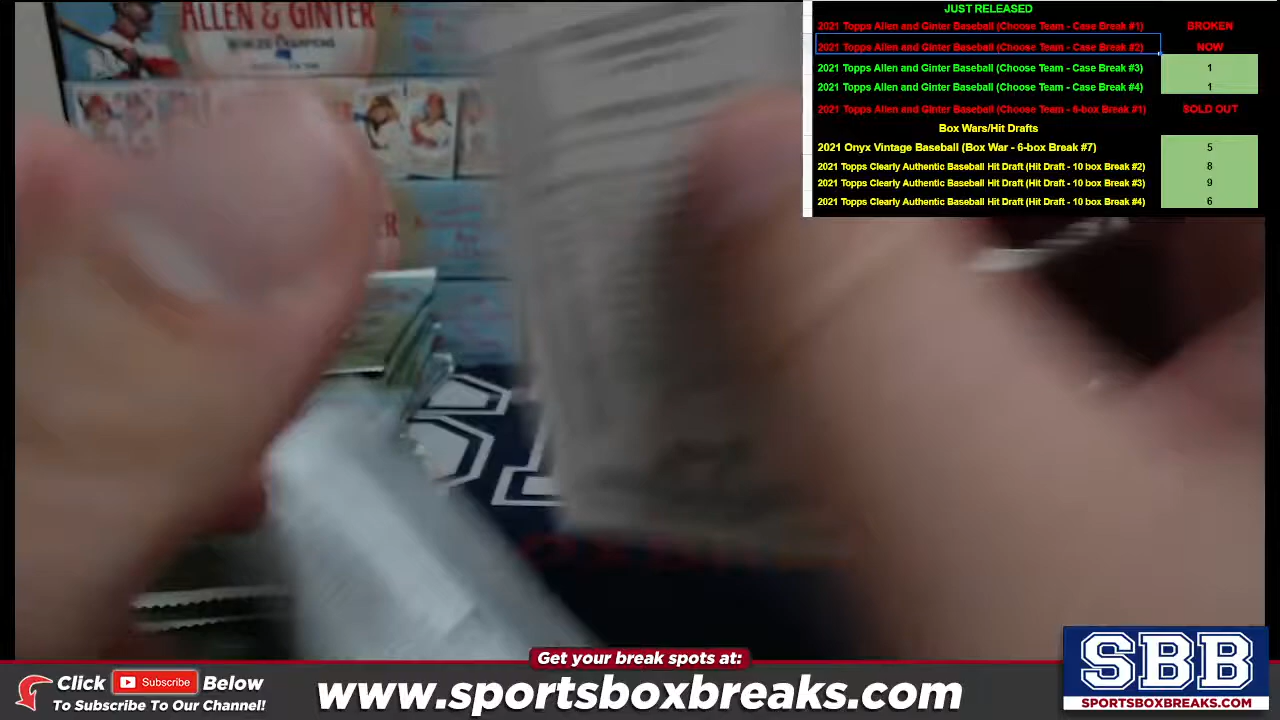 ALLEN & GINTER
JUST RELEASED
2021 Topps Allen and Ginter Baseball (Choose Team - Case Break #1) BROKEN
2021 Topps Allen and Ginter Baseball (Choose Team - Case Break #2) NOW
2021 Topps Allen and Ginter Baseball (Choose Team - Case Break #3) 1
2021 Topps Allen and Ginter Baseball (Choose Team - Case Break #4) 1
2021 Topps Allen and Ginter Baseball (Choose Team - 6-box Break #1) SOLD OUT
Box Wars/Hit Drafts
2021 Onyx Vintage Baseball (Box War - 6-box Break #7) 5
2021 Topps Clearly Authentic Baseball Hit Draft (Hit Draft - 10 box Break #2) 8
2021 Topps Clearly Authentic Baseball Hit Draft (Hit Draft - 10 box Break #3) 9
2021 Topps Clearly Authentic Baseball Hit Draft (Hit Draft - 10 box Break #4) 6
Get your break spots at:
Click Subscribe Below
To Subscribe To Our Channel!
www.sportsboxbreaks.com
SBB
SPORTSBOXBREAKS.COM